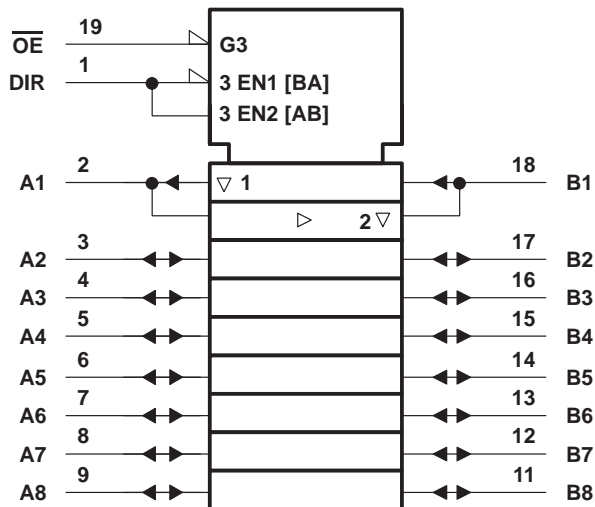 OE 19 G3
DIR 1 3 EN1 [BA]
3 EN2 [AB]
A1 2 ▽ 1 18 B1
▷ 2 ▽
A2 3 17 B2
A3 4 16 B3
A4 5 15 B4
A5 6 14 B5
A6 7 13 B6
A7 8 12 B7
A8 9 11 B8